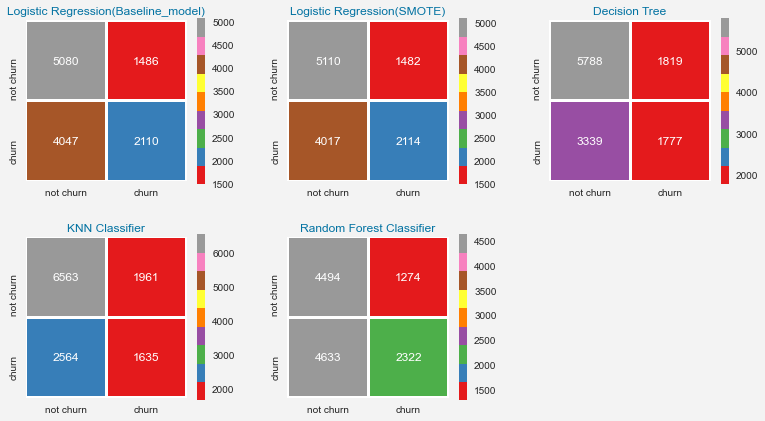 Logistic Regression(Baseline_model)
not churn
churn
5080 1486
4047 2110
not churn churn
5000
4500
4000
3500
3000
2500
2000
1500
Logistic Regression(SMOTE)
not churn
churn
5110 1482
4017 2114
not churn churn
5000
4500
4000
3500
3000
2500
2000
1500
Decision Tree
not churn
churn
5788 1819
3339 1777
not churn churn
5000
4000
3000
2000
KNN Classifier
not churn
churn
6563 1961
2564 1635
not churn churn
6000
5000
4000
3000
2000
Random Forest Classifier
not churn
churn
4494 1274
4633 2322
not churn churn
4500
4000
3500
3000
2500
2000
1500